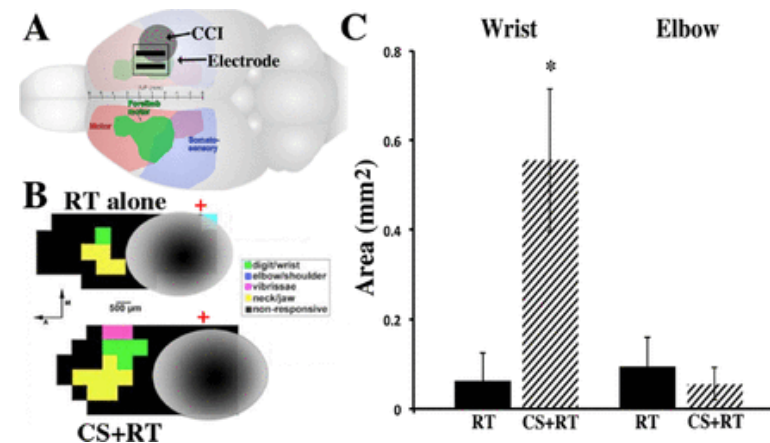 A
CCI
Electrode
Forelimb
motor
Motor
Somato-
sensory
B
RT alone
+
digit/wrist
elbow/shoulder
vibrissae
neck/jaw
non-responsive
M
A
500 µm
+
CS+RT
C
Wrist
Elbow
*
Area (mm2)
0.8
0.6
0.4
0.2
0
RT
CS+RT
RT
CS+RT